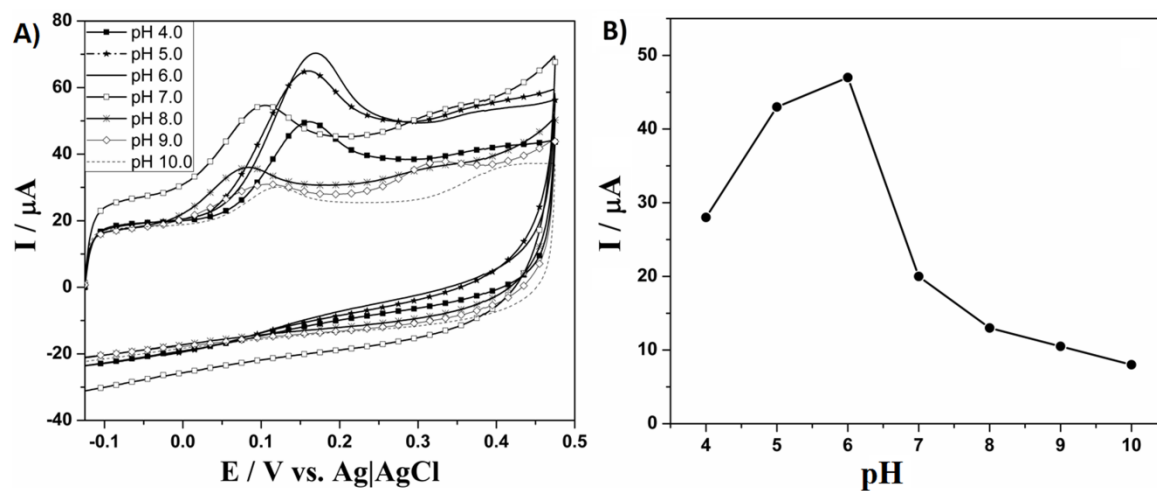 A)
80
60
40
20
0
-20
-40
I / μA
pH 4.0
pH 5.0
pH 6.0
pH 7.0
pH 8.0
pH 9.0
pH 10.0
-0.1 0.0 0.1 0.2 0.3 0.4 0.5
E / V vs. Ag|AgCl
B)
50
40
30
20
10
0
I / μA
4 5 6 7 8 9 10
pH